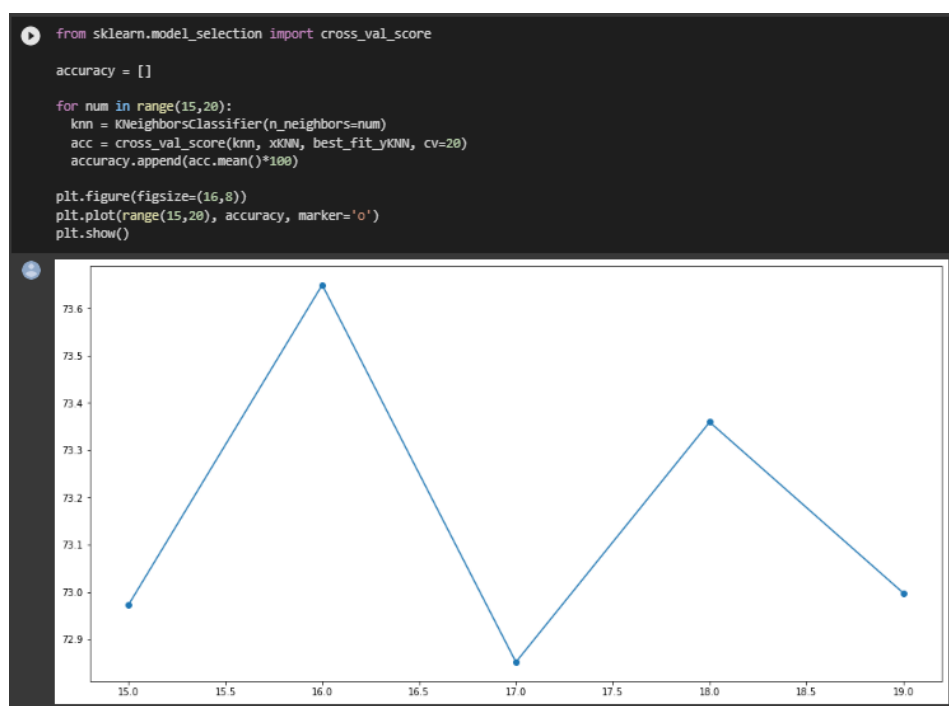 from sklearn.model_selection import cross_val_score
accuracy = []
for num in range(15,20):
  knn = KNeighborsClassifier(n_neighbors=num)
  acc = cross_val_score(knn, xKNN, best_fit_yKNN, cv=20)
  accuracy.append(acc.mean()*100)
plt.figure(figsize=(16,8))
plt.plot(range(15,20), accuracy, marker='o')
plt.show()
73.6
73.5
73.4
73.3
73.2
73.1
73.0
72.9
15.0 15.5 16.0 16.5 17.0 17.5 18.0 18.5 19.0